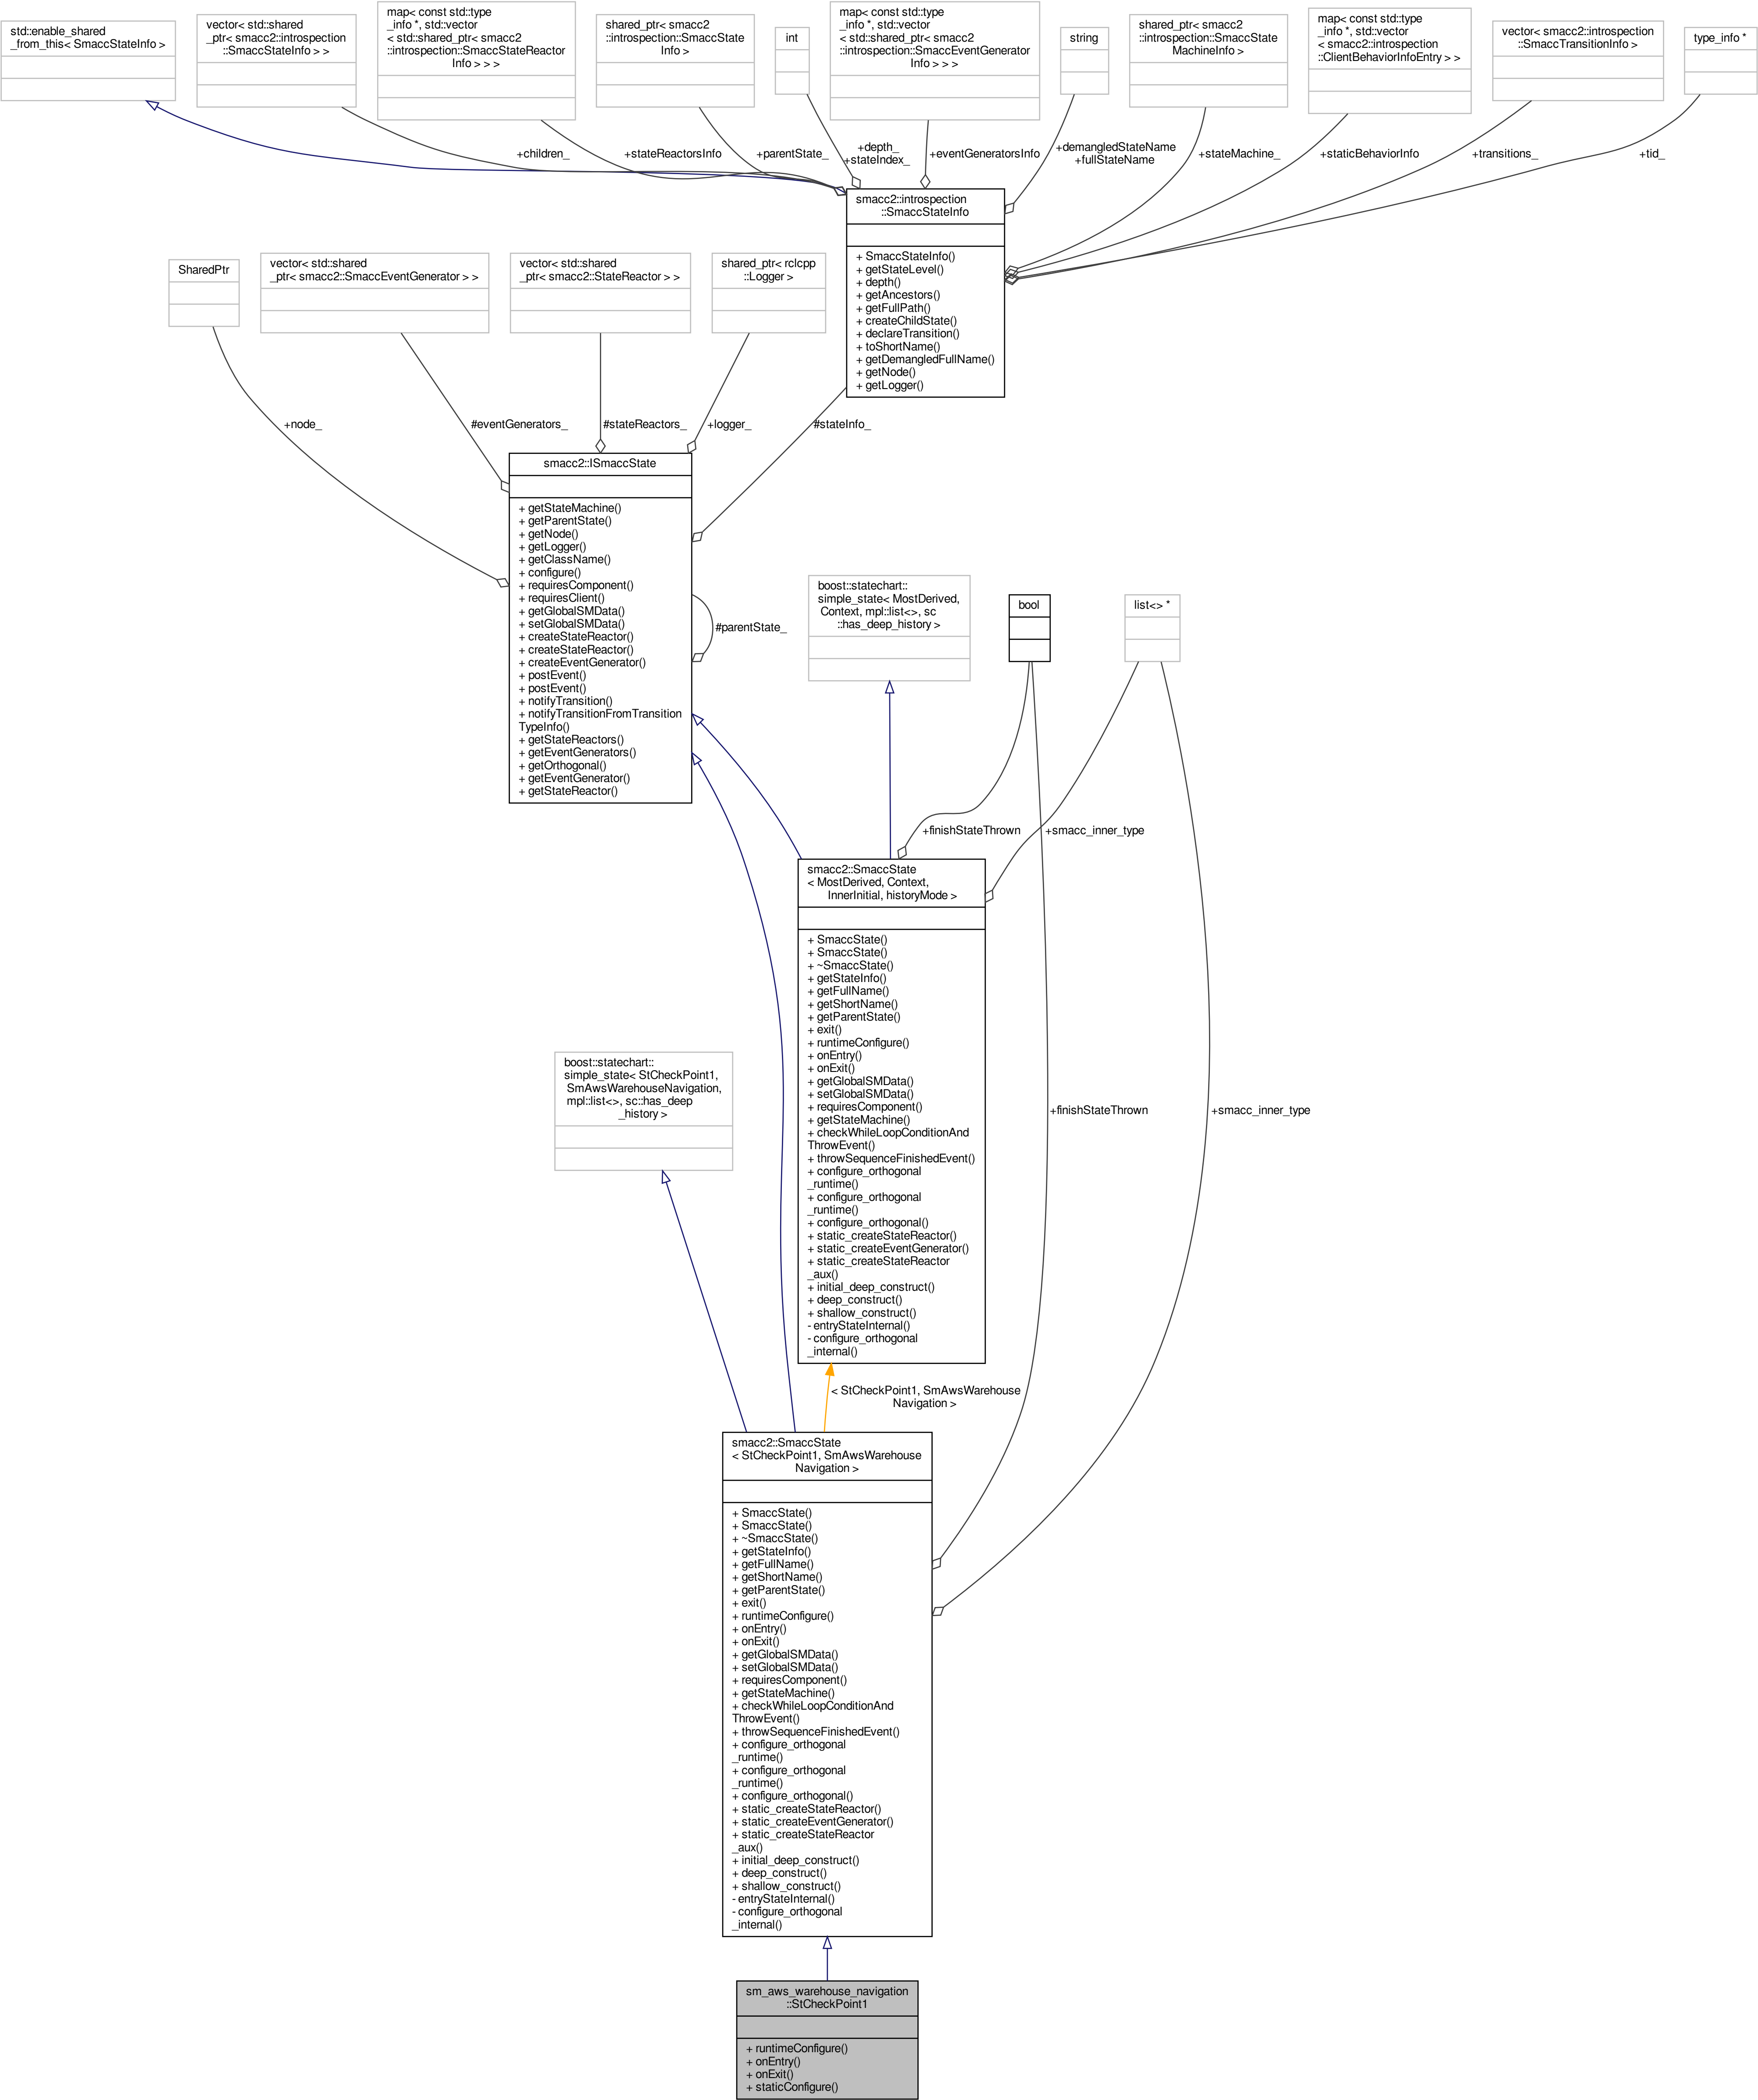 std::enable_shared
_from_this< SmaccStateInfo >
vector< std::shared
_ptr< smacc2::introspection
::SmaccStateInfo > >
map< const std::type
_info *, std::vector
< std::shared_ptr< smacc2
::introspection::SmaccStateReactor
Info > > >
shared_ptr< smacc2
::introspection::SmaccState
Info >
int
map< const std::type
_info *, std::vector
< std::shared_ptr< smacc2
::introspection::SmaccEventGenerator
Info > > >
string
shared_ptr< smacc2
::introspection::SmaccState
MachineInfo >
map< const std::type
_info *, std::vector
< smacc2::introspection
::ClientBehaviorInfoEntry > >
vector< smacc2::introspection
::SmaccTransitionInfo >
type_info *
+children_
+stateReactorsInfo
+parentState_
+depth_
+stateIndex_
+eventGeneratorsInfo
+demangledStateName
+fullStateName
+stateMachine_
+staticBehaviorInfo
+transitions_
+tid_
smacc2::introspection
::SmaccStateInfo
+ SmaccStateInfo()
+ getStateLevel()
+ depth()
+ getAncestors()
+ getFullPath()
+ createChildState()
+ declareTransition()
+ toShortName()
+ getDemangledFullName()
+ getNode()
+ getLogger()
SharedPtr
vector< std::shared
_ptr< smacc2::SmaccEventGenerator > >
vector< std::shared
_ptr< smacc2::StateReactor > >
shared_ptr< rclcpp
::Logger >
+node_
#eventGenerators_
#stateReactors_
+logger_
#stateInfo_
smacc2::ISmaccState
+ getStateMachine()
+ getParentState()
+ getNode()
+ getLogger()
+ getClassName()
+ configure()
+ requiresComponent()
+ requiresClient()
+ getGlobalSMData()
+ setGlobalSMData()
+ createStateReactor()
+ createStateReactor()
+ createEventGenerator()
+ postEvent()
+ postEvent()
+ notifyTransition()
+ notifyTransitionFromTransition
TypeInfo()
+ getStateReactors()
+ getEventGenerators()
+ getOrthogonal()
+ getEventGenerator()
+ getStateReactor()
#parentState_
boost::statechart::
simple_state< MostDerived,
Context, mpl::list<>, sc
::has_deep_history >
bool
list<> *
+finishStateThrown
+smacc_inner_type
smacc2::SmaccState
< MostDerived, Context,
InnerInitial, historyMode >
+ SmaccState()
+ SmaccState()
+ ~SmaccState()
+ getStateInfo()
+ getFullName()
+ getShortName()
+ getParentState()
+ exit()
+ runtimeConfigure()
+ onEntry()
+ onExit()
+ getGlobalSMData()
+ setGlobalSMData()
+ requiresComponent()
+ getStateMachine()
+ checkWhileLoopConditionAnd
ThrowEvent()
+ throwSequenceFinishedEvent()
+ configure_orthogonal
_runtime()
+ configure_orthogonal
_runtime()
+ configure_orthogonal()
+ static_createStateReactor()
+ static_createEventGenerator()
+ static_createStateReactor
_aux()
+ initial_deep_construct()
+ deep_construct()
+ shallow_construct()
- entryStateInternal()
- configure_orthogonal
_internal()
boost::statechart::
simple_state< StCheckPoint1,
SmAwsWarehouseNavigation,
mpl::list<>, sc::has_deep
_history >
+finishStateThrown
+smacc_inner_type
< StCheckPoint1, SmAwsWarehouse
Navigation >
smacc2::SmaccState
< StCheckPoint1, SmAwsWarehouse
Navigation >
+ SmaccState()
+ SmaccState()
+ ~SmaccState()
+ getStateInfo()
+ getFullName()
+ getShortName()
+ getParentState()
+ exit()
+ runtimeConfigure()
+ onEntry()
+ onExit()
+ getGlobalSMData()
+ setGlobalSMData()
+ requiresComponent()
+ getStateMachine()
+ checkWhileLoopConditionAnd
ThrowEvent()
+ throwSequenceFinishedEvent()
+ configure_orthogonal
_runtime()
+ configure_orthogonal
_runtime()
+ configure_orthogonal()
+ static_createStateReactor()
+ static_createEventGenerator()
+ static_createStateReactor
_aux()
+ initial_deep_construct()
+ deep_construct()
+ shallow_construct()
- entryStateInternal()
- configure_orthogonal
_internal()
sm_aws_warehouse_navigation
::StCheckPoint1
+ runtimeConfigure()
+ onEntry()
+ onExit()
+ staticConfigure()